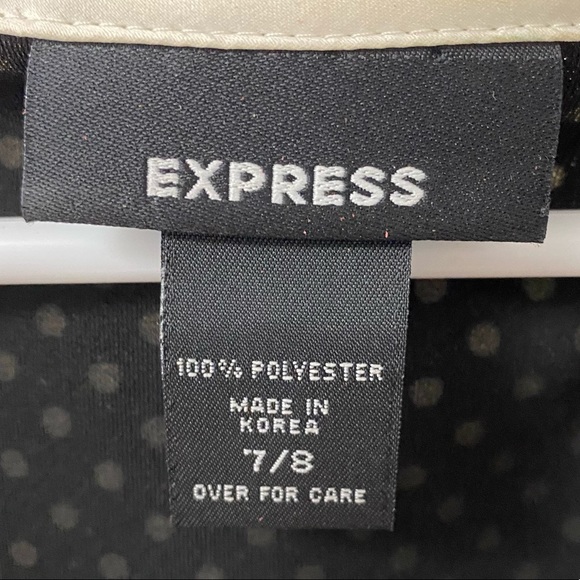 EXPRESS
100% POLYESTER
MADE IN
KOREA
7/8
OVER FOR CARE